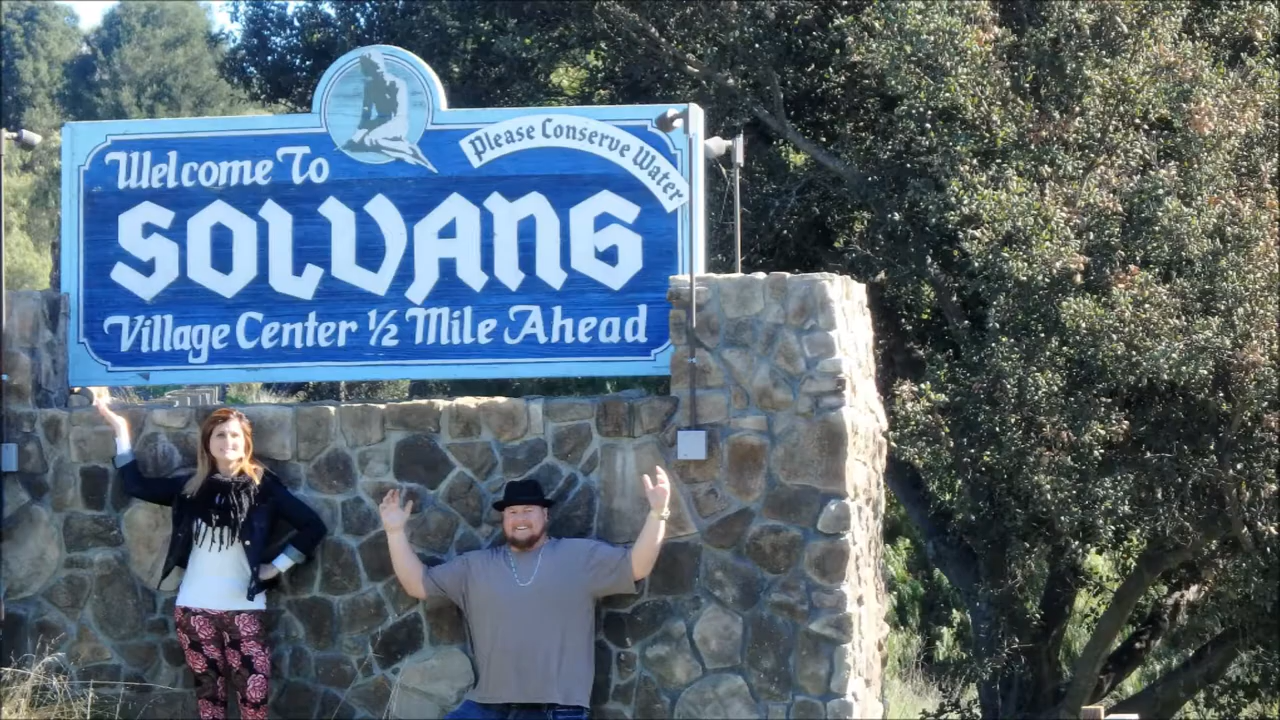 Welcome To
Please Conserve Water
SOLVANG
Village Center ½ Mile Ahead